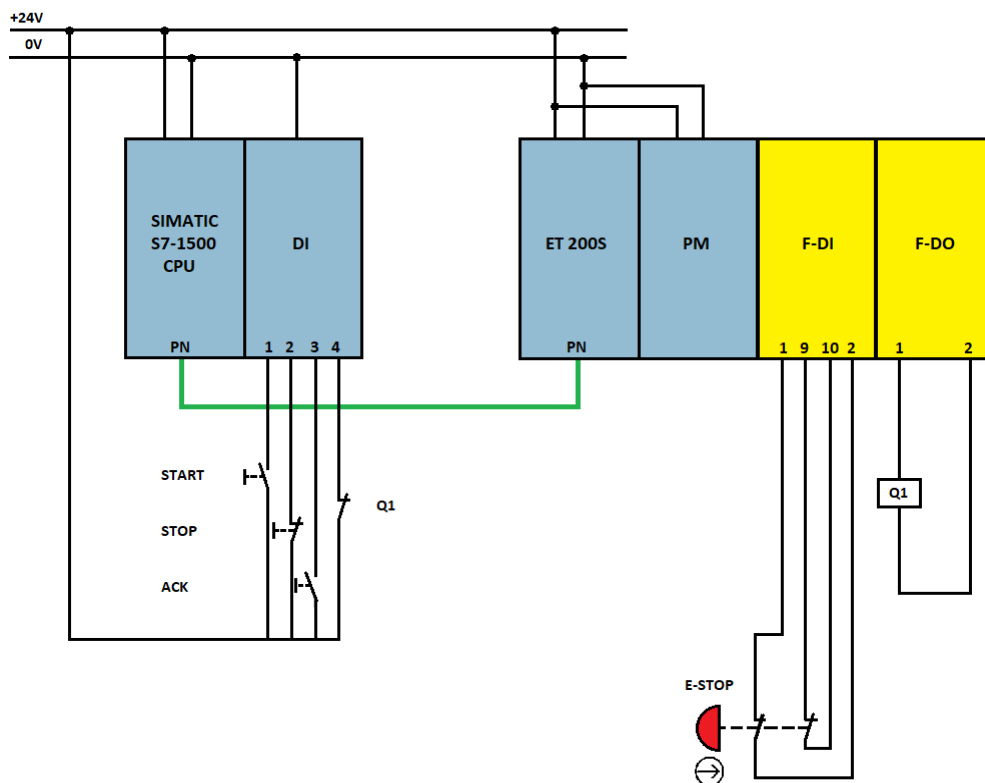 +24V
0V
SIMATIC
S7-1500
CPU
DI
ET 200S
PM
F-DI
F-DO
PN
1 2 3 4
PN
1 9 10 2
1 2
START
STOP
ACK
Q1
Q1
E-STOP